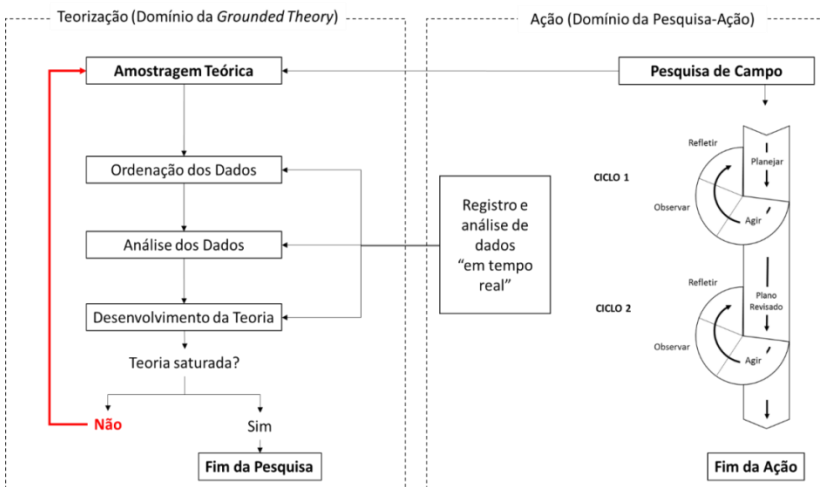 Teorização (Domínio da Grounded Theory)
Amostragem Teórica
Ordenação dos Dados
Análise dos Dados
Desenvolvimento da Teoria
Teoria saturada?
Não
Sim
Fim da Pesquisa
Registro e
análise de
dados
“em tempo
real”
Ação (Domínio da Pesquisa-Ação)
Pesquisa de Campo
CICLO 1
Refletir
Planejar
Observar
Agir
CICLO 2
Refletir
Plano
Revisado
Observar
Agir
Fim da Ação